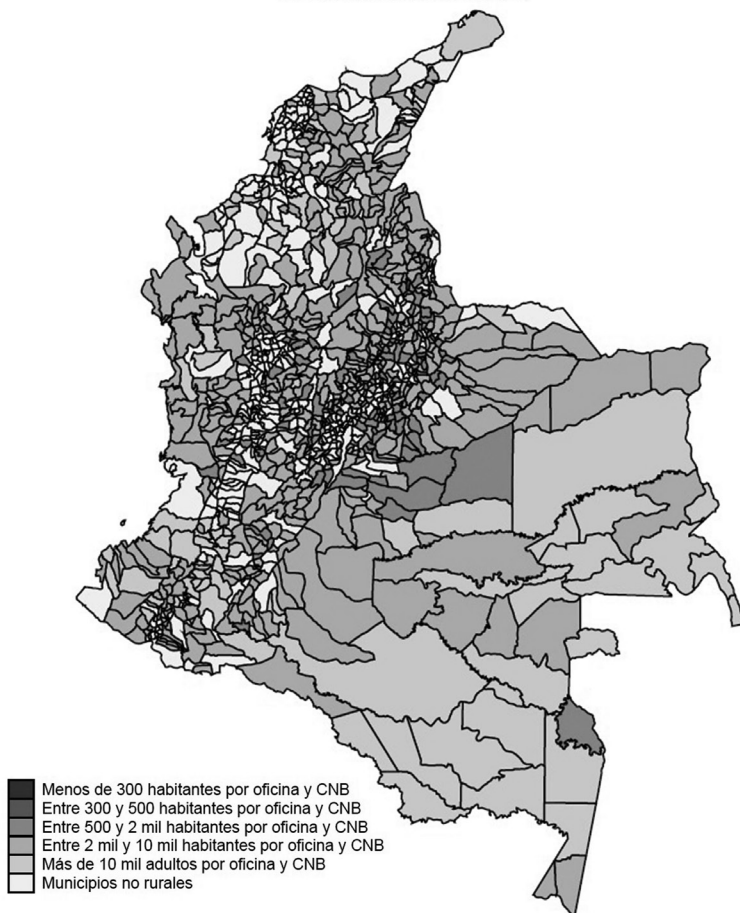 Menos de 300 habitantes por oficina y CNB
Entre 300 y 500 habitantes por oficina y CNB
Entre 500 y 2 mil habitantes por oficina y CNB
Entre 2 mil y 10 mil habitantes por oficina y CNB
Más de 10 mil adultos por oficina y CNB
Municipios no rurales